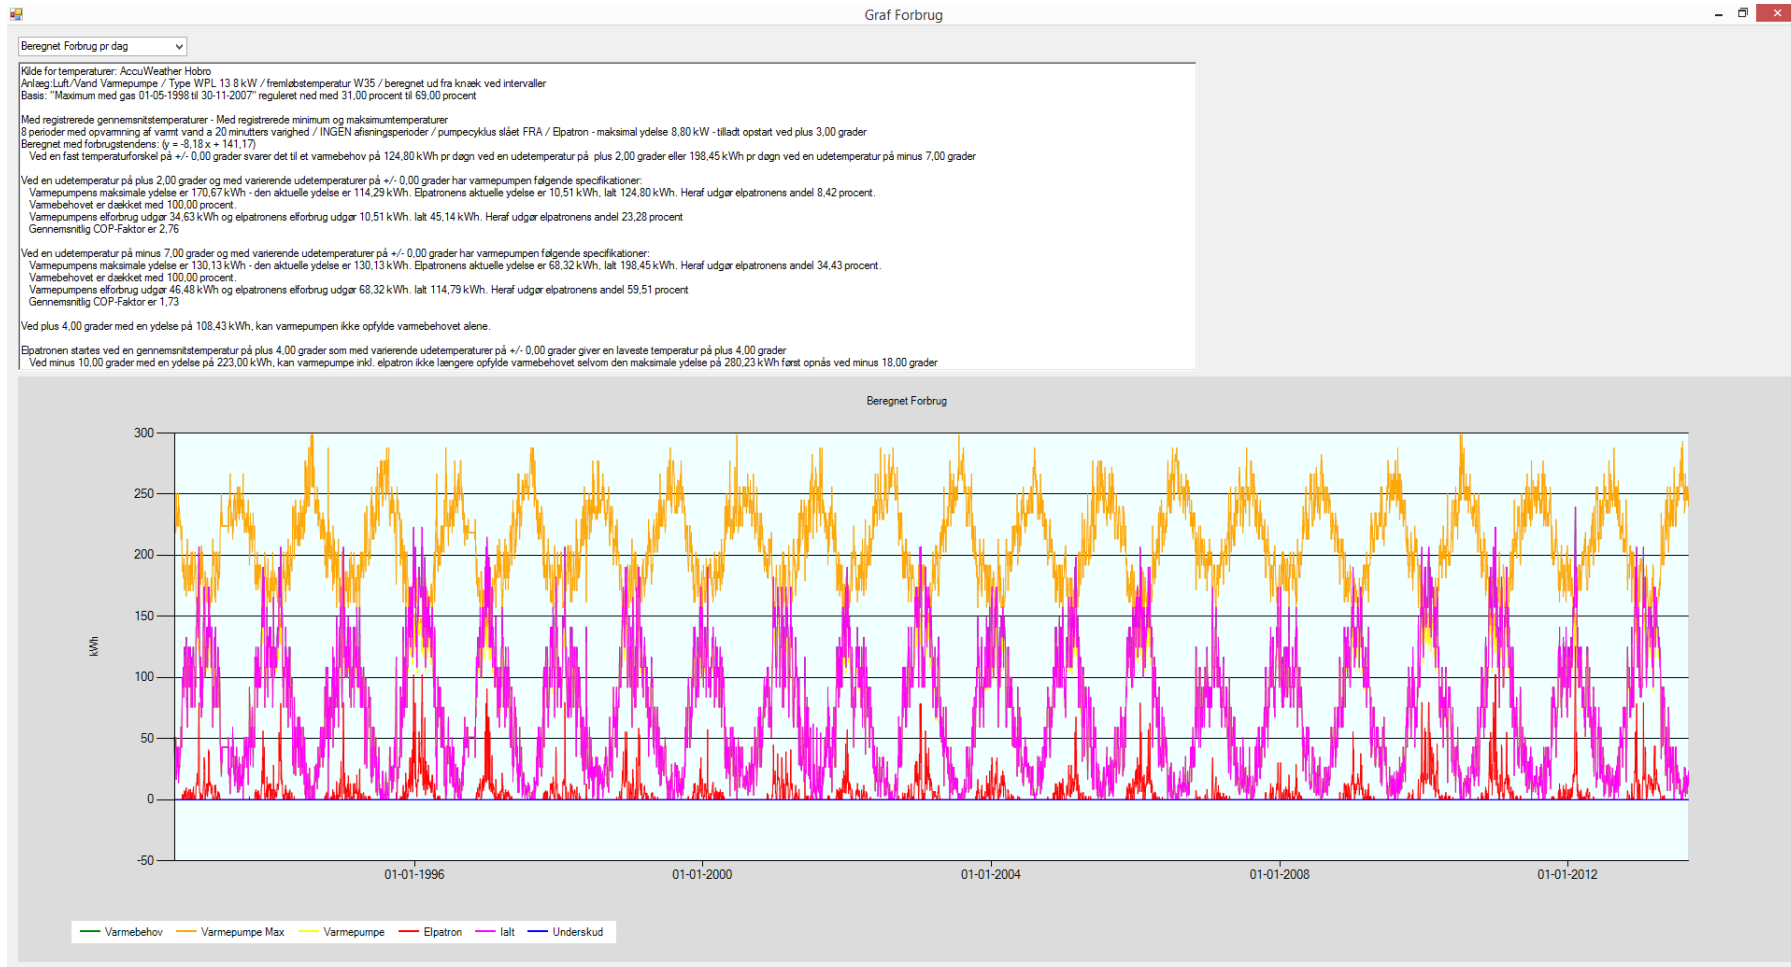 Graf Forbrug
Beregnet Forbrug pr dag
Kilde for temperaturer: AccuWeather Hobro
Anlæg:Luft/Vand Varmepumpe / Type WPL 13 8 kW / fremløbstemperatur W35 / beregnet ud fra knæk ved intervaller
Basis: "Maximum med gas 01-05-1998 til 30-11-2007" reguleret ned med 31,00 procent til 69,00 procent
Med registrerede gennemsnitstemperaturer - Med registrerede minimum og maksimumtemperaturer
8 perioder med opvarmning af varmt vand a 20 minutters varighed / INGEN afisningsperioder / pumpecyklus slået FRA / Elpatron - maksimal ydelse 8,80 kW - tilladt opstart ved plus 3,00 grader
Beregnet med forbrugstendens: (y = -8,18 x + 141,17)
Ved en fast temperaturforskel på +/- 0,00 grader svarer det til et varmebehov på 124,80 kWh pr døgn ved en udetemperatur på  plus 2,00 grader eller 198,45 kWh pr døgn ved en udetemperatur på minus 7,00 grader
Ved en udetemperatur på plus 2,00 grader og med varierende udetemperaturer på +/- 0,00 grader har varmepumpen følgende specifikationer:
Varmepumpens maksimale ydelse er 170,67 kWh - den aktuelle ydelse er 114,29 kWh. Elpatronens aktuelle ydelse er 10,51 kWh, Ialt 124,80 kWh. Heraf udgør elpatronens andel 8,42 procent.
Varmebehovet er dækket med 100,00 procent.
Varmepumpens elforbrug udgør 34,63 kWh og elpatronens elforbrug udgør 10,51 kWh. Ialt 45,14 kWh. Heraf udgør elpatronens andel 23,28 procent
Gennemsnitlig COP-Faktor er 2,76
Ved en udetemperatur på minus 7,00 grader og med varierende udetemperaturer på +/- 0,00 grader har varmepumpen følgende specifikationer:
Varmepumpens maksimale ydelse er 130,13 kWh - den aktuelle ydelse er 130,13 kWh. Elpatronens aktuelle ydelse er 68,32 kWh, Ialt 198,45 kWh. Heraf udgør elpatronens andel 34,43 procent.
Varmebehovet er dækket med 100,00 procent.
Varmepumpens elforbrug udgør 46,48 kWh og elpatronens elforbrug udgør 68,32 kWh. Ialt 114,79 kWh. Heraf udgør elpatronens andel 59,51 procent
Gennemsnitlig COP-Faktor er 1,73
Ved plus 4,00 grader med en ydelse på 108,43 kWh, kan varmepumpen ikke opfylde varmebehovet alene.
Elpatronen startes ved en gennemsnitstemperatur på plus 4,00 grader som med varierende udetemperaturer på +/- 0,00 grader giver en laveste temperatur på plus 4,00 grader
Ved minus 10,00 grader med en ydelse på 223,00 kWh, kan varmepumpe inkl. elpatron ikke længere opfylde varmebehovet selvom den maksimale ydelse på 280,23 kWh først opnås ved minus 18,00 grader
Beregnet Forbrug
300
250
200
150
100
50
0
-50
kWh
01-01-1996
01-01-2000
01-01-2004
01-01-2008
01-01-2012
Varmebehov
Varmepumpe Max
Varmepumpe
Elpatron
Ialt
Underskud